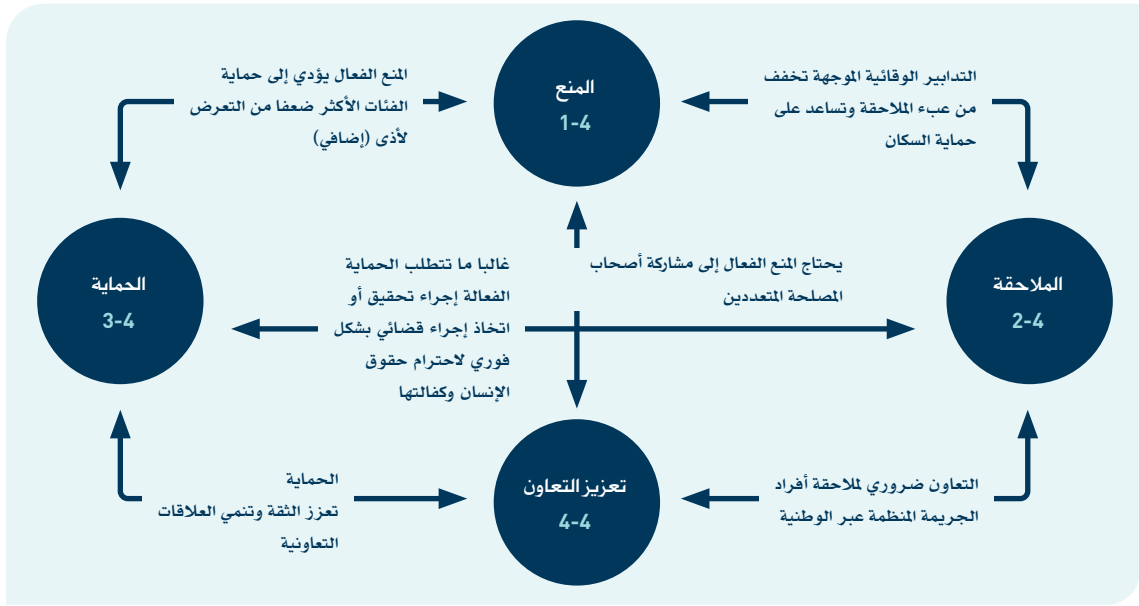 المنع
1-4
التدابير الوقائية الموجهة تخفف
من عبء الملاحقة وتساعد على
حماية السكان
المنع الفعال يؤدي إلى حماية
الفئات الأكثر ضعفا من التعرض
لأذى (إضافي)
الملاحقة
2-4
يحتاج المنع الفعال إلى مشاركة أصحاب
المصلحة المتعددين
غالبا ما تتطلب الحماية
الفعالة إجراء تحقيق أو
اتخاذ إجراء قضائي بشكل
فوري لاحترام حقوق
الإنسان وكفالتها
الحماية
3-4
التعاون ضروري لملاحقة أفراد
الجريمة المنظمة عبر الوطنية
تعزيز التعاون
4-4
الحماية
تعزز الثقة وتنمي العلاقات
التعاونية